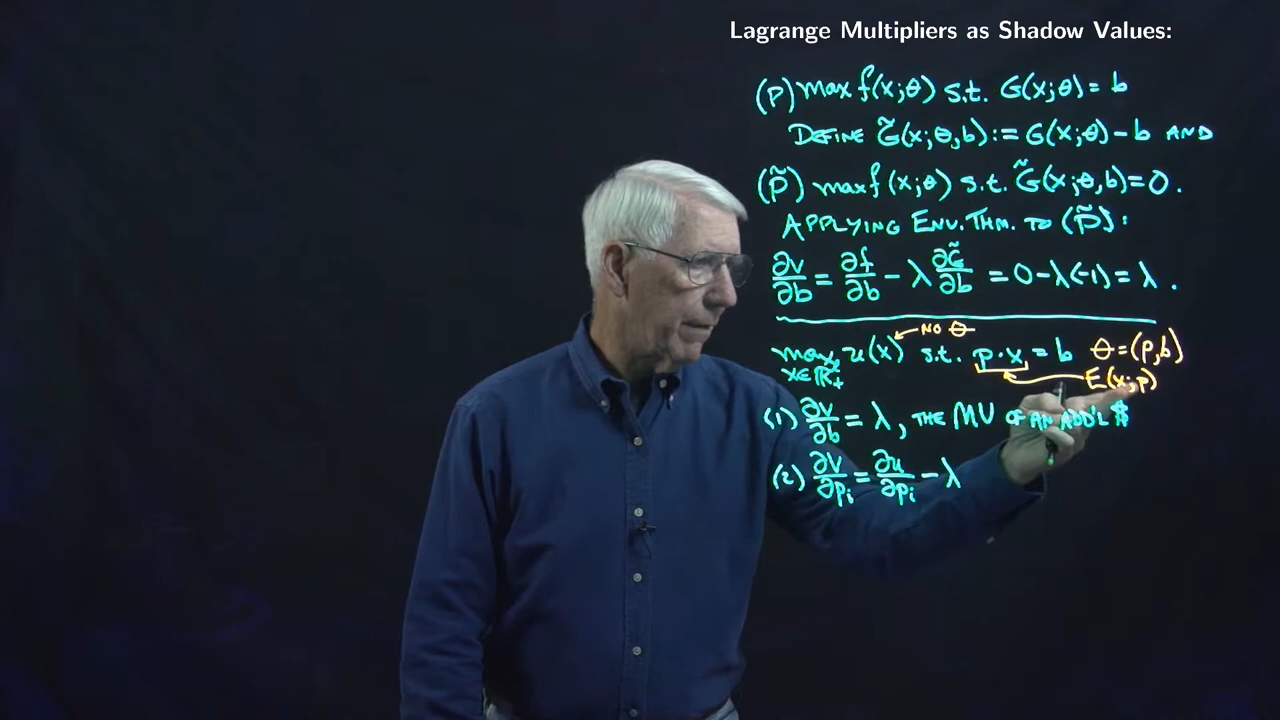 Lagrange Multipliers as Shadow Values:
(P) max f(x;θ) s.t. G(x;θ) = b
DEFINE G̃(x;θ,b) := G(x;θ) − b AND
(P̃) max f(x;θ) s.t. G̃(x;θ,b) = 0.
APPLYING ENV. THM. TO (P̃):
∂v/∂b = ∂f/∂b − λ ∂G̃/∂b = 0 − λ(−1) = λ.
← NO θ
max u(x) s.t. p·x = b θ = (p,b)
x∈ℝ₊ E(x;p)
(1) ∂v/∂b = λ, THE MV OF AN ADD'L $
(2) ∂v/∂pᵢ = ∂u/∂pᵢ − λ